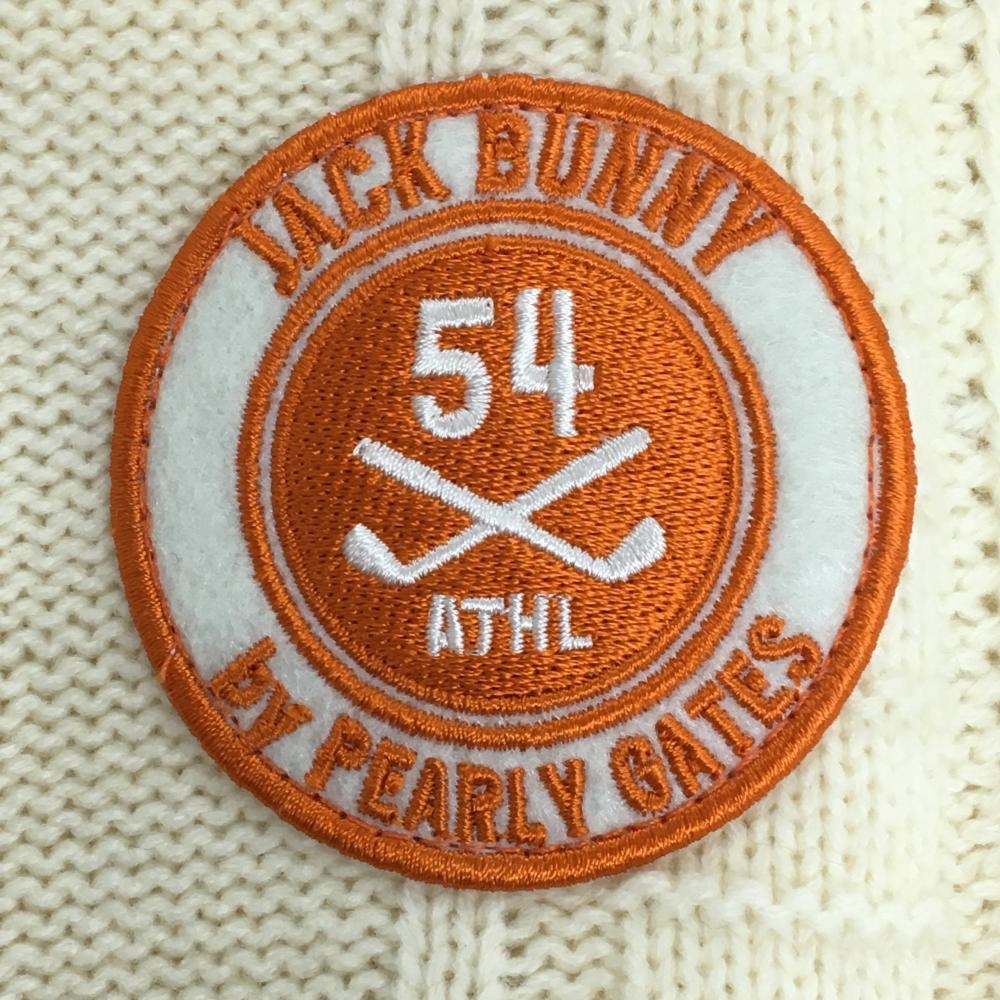 JACK BUNNY
54
ATHL
by PEARLY GATES